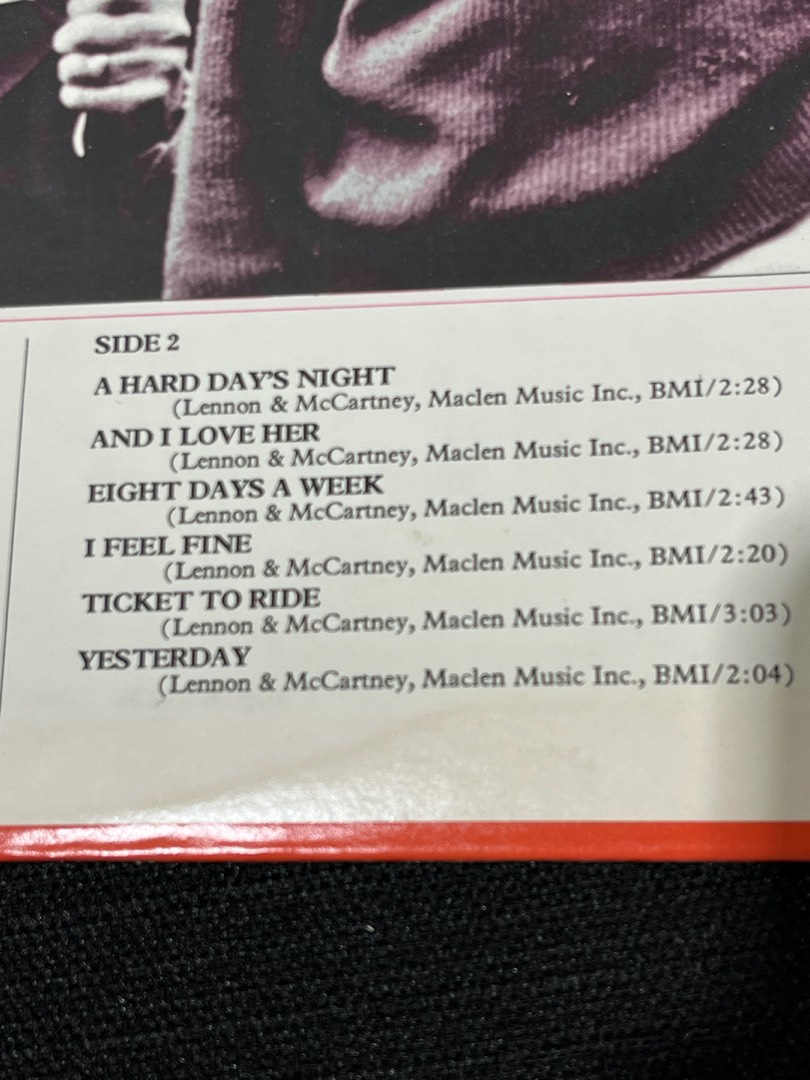 SIDE 2
A HARD DAY'S NIGHT
(Lennon & McCartney, Maclen Music Inc., BMI/2:28)
AND I LOVE HER
(Lennon & McCartney, Maclen Music Inc., BMI/2:28)
EIGHT DAYS A WEEK
(Lennon & McCartney, Maclen Music Inc., BMI/2:43)
I FEEL FINE
(Lennon & McCartney, Maclen Music Inc., BMI/2:20)
TICKET TO RIDE
(Lennon & McCartney, Maclen Music Inc., BMI/3:03)
YESTERDAY
(Lennon & McCartney, Maclen Music Inc., BMI/2:04)